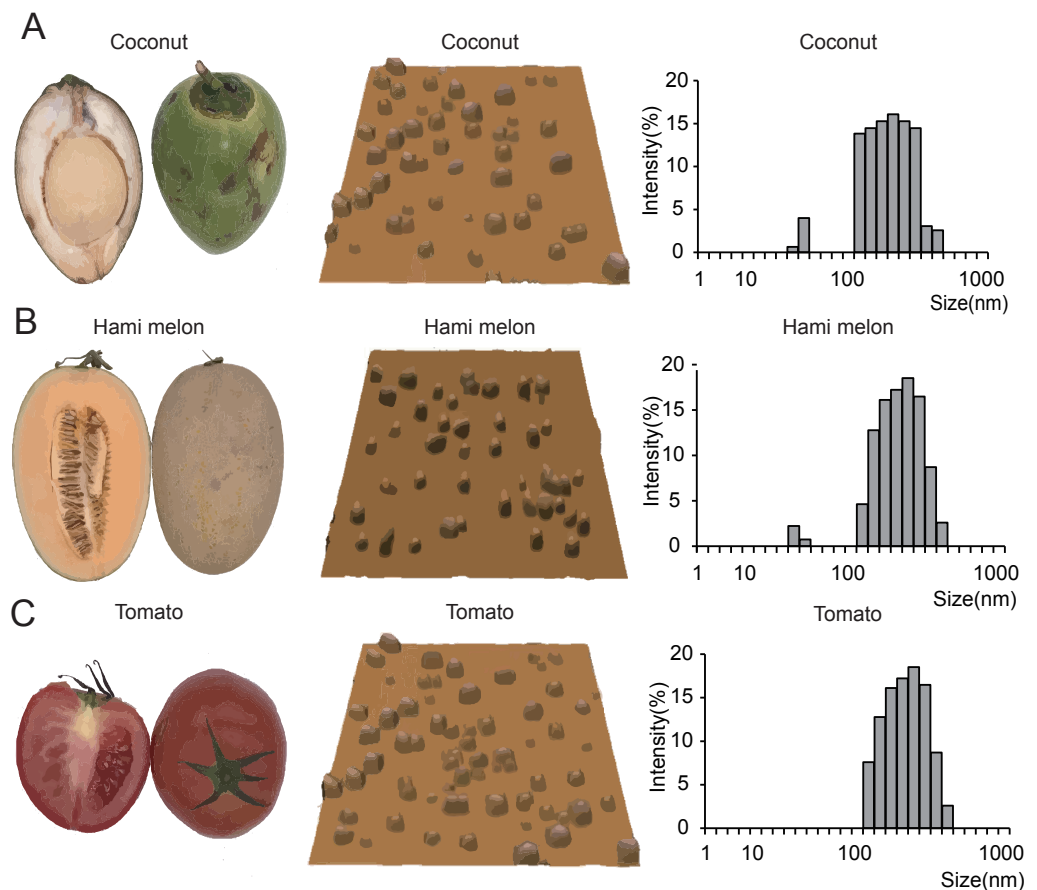 A
Coconut
Coconut
Coconut
20
15
10
5
0
Intensity(%)
1 10 100 1000
Size(nm)
B
Hami melon
Hami melon
Hami melon
20
15
10
5
0
Intensity(%)
1 10 100 1000
Size(nm)
C
Tomato
Tomato
Tomato
20
15
10
5
0
Intensity(%)
1 10 100 1000
Size(nm)